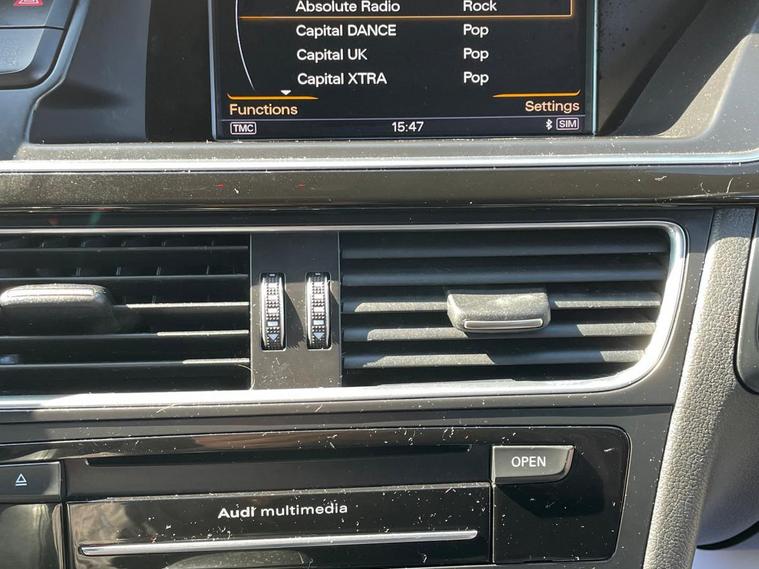 Absolute Radio Rock
Capital DANCE Pop
Capital UK Pop
Capital XTRA Pop
Functions Settings
TMC 15:47 SIM
OPEN
Audi multimedia